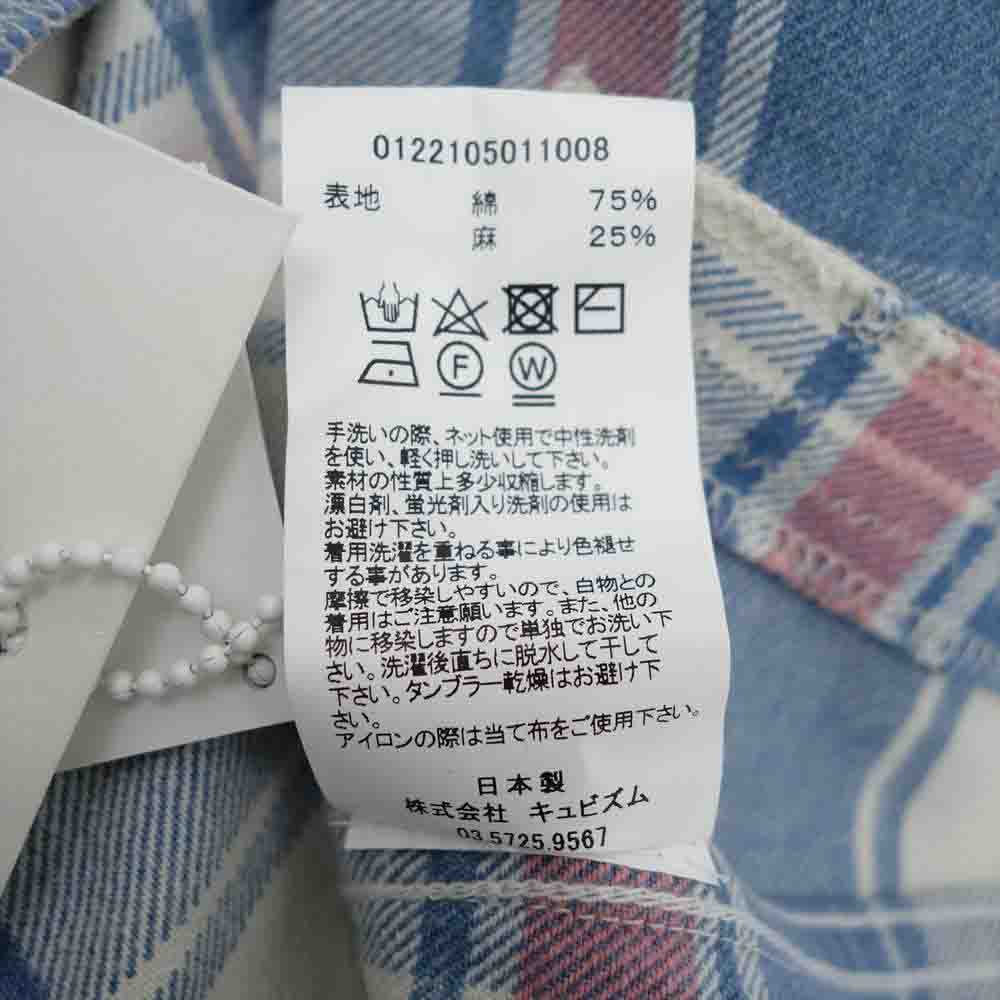 0122105011008
表地 綿 75%
麻 25%
F W
手洗いの際、ネット使用で中性洗剤
を使い、軽く押し洗いして下さい。
素材の性質上多少収縮します。
漂白剤、蛍光剤入り洗剤の使用は
お避け下さい。
着用洗濯を重ねる事により色褪せ
する事があります。
摩擦で移染しやすいので、白物との
着用はご注意願います。また、他の
物に移染しますので単独でお洗い下
さい。洗濯後直ちに脱水して干して
下さい。タンブラー乾燥はお避け下
さい。
アイロンの際は当て布をご使用下さい。
日本製
株式会社 キュビズム
03.5725.9567